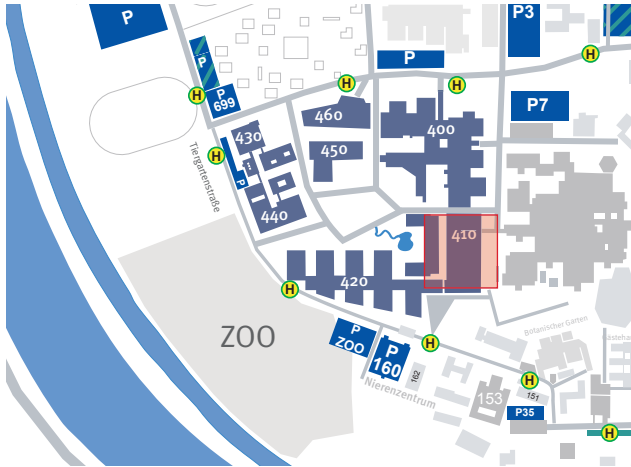 P
P3
H
P
P
H
H
H
P
699
P7
460
400
430
H
450
Tiergartenstraße
P
440
410
420
H
ZOO
P
ZOO
H
P
160
162
Botanischer Garten
Nierenzentrum
H
153
151
P35
H